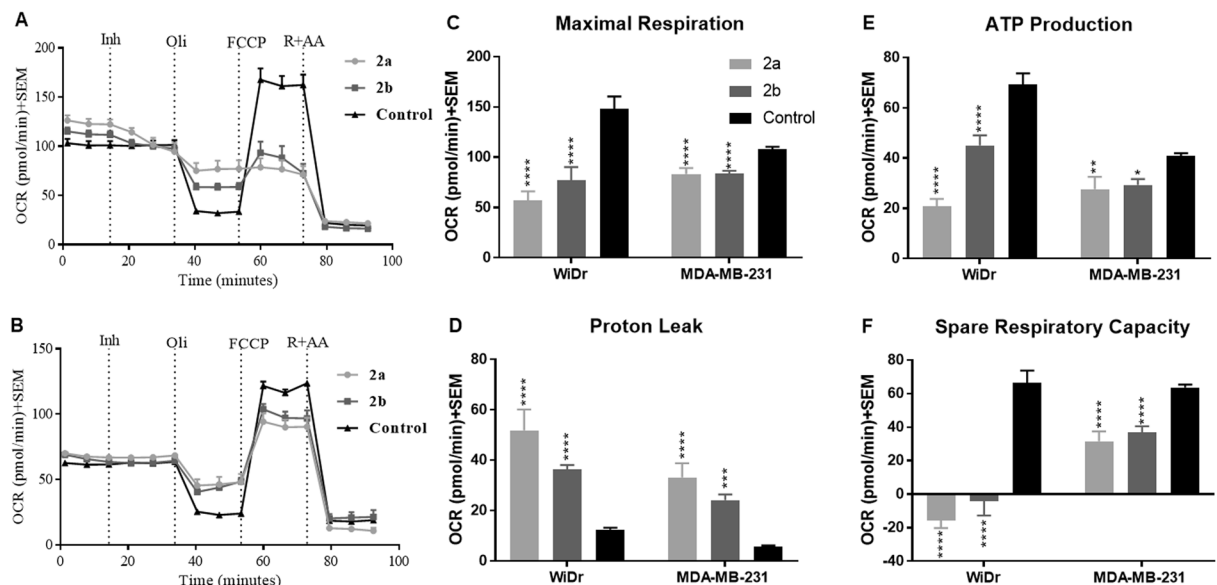 A
Inh
Oli
FCCP
R+AA
200
150
100
50
0
OCR (pmol/min)+SEM
2a
2b
Control
0
20
40
60
80
100
Time (minutes)
B
Inh
Oli
FCCP
R+AA
150
100
50
0
OCR (pmol/min)+SEM
2a
2b
Control
0
20
40
60
80
100
Time (minutes)
C
Maximal Respiration
200
150
100
50
0
OCR (pmol/min)+SEM
2a
2b
Control
****
****
****
****
WiDr
MDA-MB-231
D
Proton Leak
80
60
40
20
0
OCR (pmol/min)+SEM
****
****
****
***
WiDr
MDA-MB-231
E
ATP Production
80
60
40
20
0
OCR (pmol/min)+SEM
****
****
**
*
WiDr
MDA-MB-231
F
Spare Respiratory Capacity
80
60
40
20
0
-20
-40
OCR (pmol/min)+SEM
****
****
****
****
WiDr
MDA-MB-231